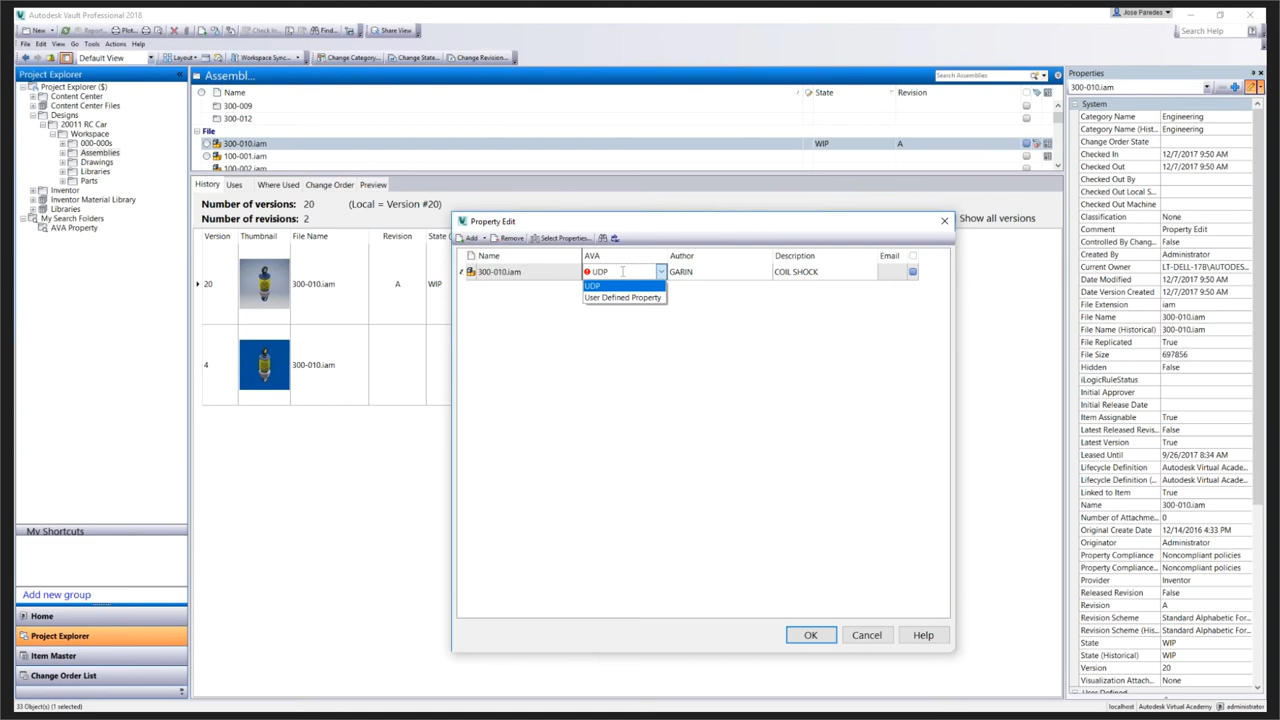 Autodesk Vault Professional 2018
Jose Paredes
New
Report...
Plot...
Check In...
Find...
Share View
Search Help
File Edit View Go Tools Actions Help
Default View
Layout
Workspace Sync...
Change Category...
Change State...
Change Revision...
Project Explorer
Project Explorer ($)
Content Center
Content Center Files
Designs
20011 RC Car
Workspace
000-000s
Assemblies
Drawings
Libraries
Parts
Inventor
Inventor Material Library
Libraries
My Search Folders
AVA Property
My Shortcuts
Add new group
Home
Project Explorer
Item Master
Change Order List
33 Object(s) (1 selected)
Assembl...
Search Assemblies
Name State Revision
300-009
300-012
File
300-010.iam WIP A
100-001.iam
100-002.iam
History Uses Where Used Change Order Preview
Number of versions: 20 (Local = Version #20)
Number of revisions: 2
Show all versions
Version Thumbnail File Name Revision State (
20 300-010.iam A WIP
4 300-010.iam
Property Edit
Add Remove Select Properties...
Name AVA Author Description Email
300-010.iam UDP GARIN COIL SHOCK
UDP
User Defined Property
OK Cancel Help
Properties
300-010.iam
System
Category Name Engineering
Category Name (Hist... Engineering
Change Order State
Checked In 12/7/2017 9:50 AM
Checked Out 12/7/2017 9:50 AM
Checked Out By
Checked Out Local S...
Checked Out Machine
Classification None
Comment Property Edit
Controlled By Chang... False
Created By Administrator
Current Owner LT-DELL-17B\AUTODES...
Date Modified 12/7/2017 9:50 AM
Date Version Created 12/7/2017 9:50 AM
File Extension iam
File Name 300-010.iam
File Name (Historical) 300-010.iam
File Replicated True
File Size 697856
Hidden False
iLogicRuleStatus
Initial Approver
Initial Release Date
Item Assignable True
Latest Released Revis... False
Latest Version True
Leased Until 9/26/2017 8:34 AM
Lifecycle Definition Autodesk Virtual Acade...
Lifecycle Definition (... Autodesk Virtual Acade...
Linked to Item True
Name 300-010.iam
Number of Attachme... 0
Original Create Date 12/14/2016 4:33 PM
Originator Administrator
Property Compliance Noncompliant policies
Property Compliance... Noncompliant policies
Provider Inventor
Released Revision False
Revision A
Revision Scheme Standard Alphabetic For...
Revision Scheme (His... Standard Alphabetic For...
State WIP
State (Historical) WIP
Version 20
Visualization Attach... None
localhost Autodesk Virtual Academy administrator